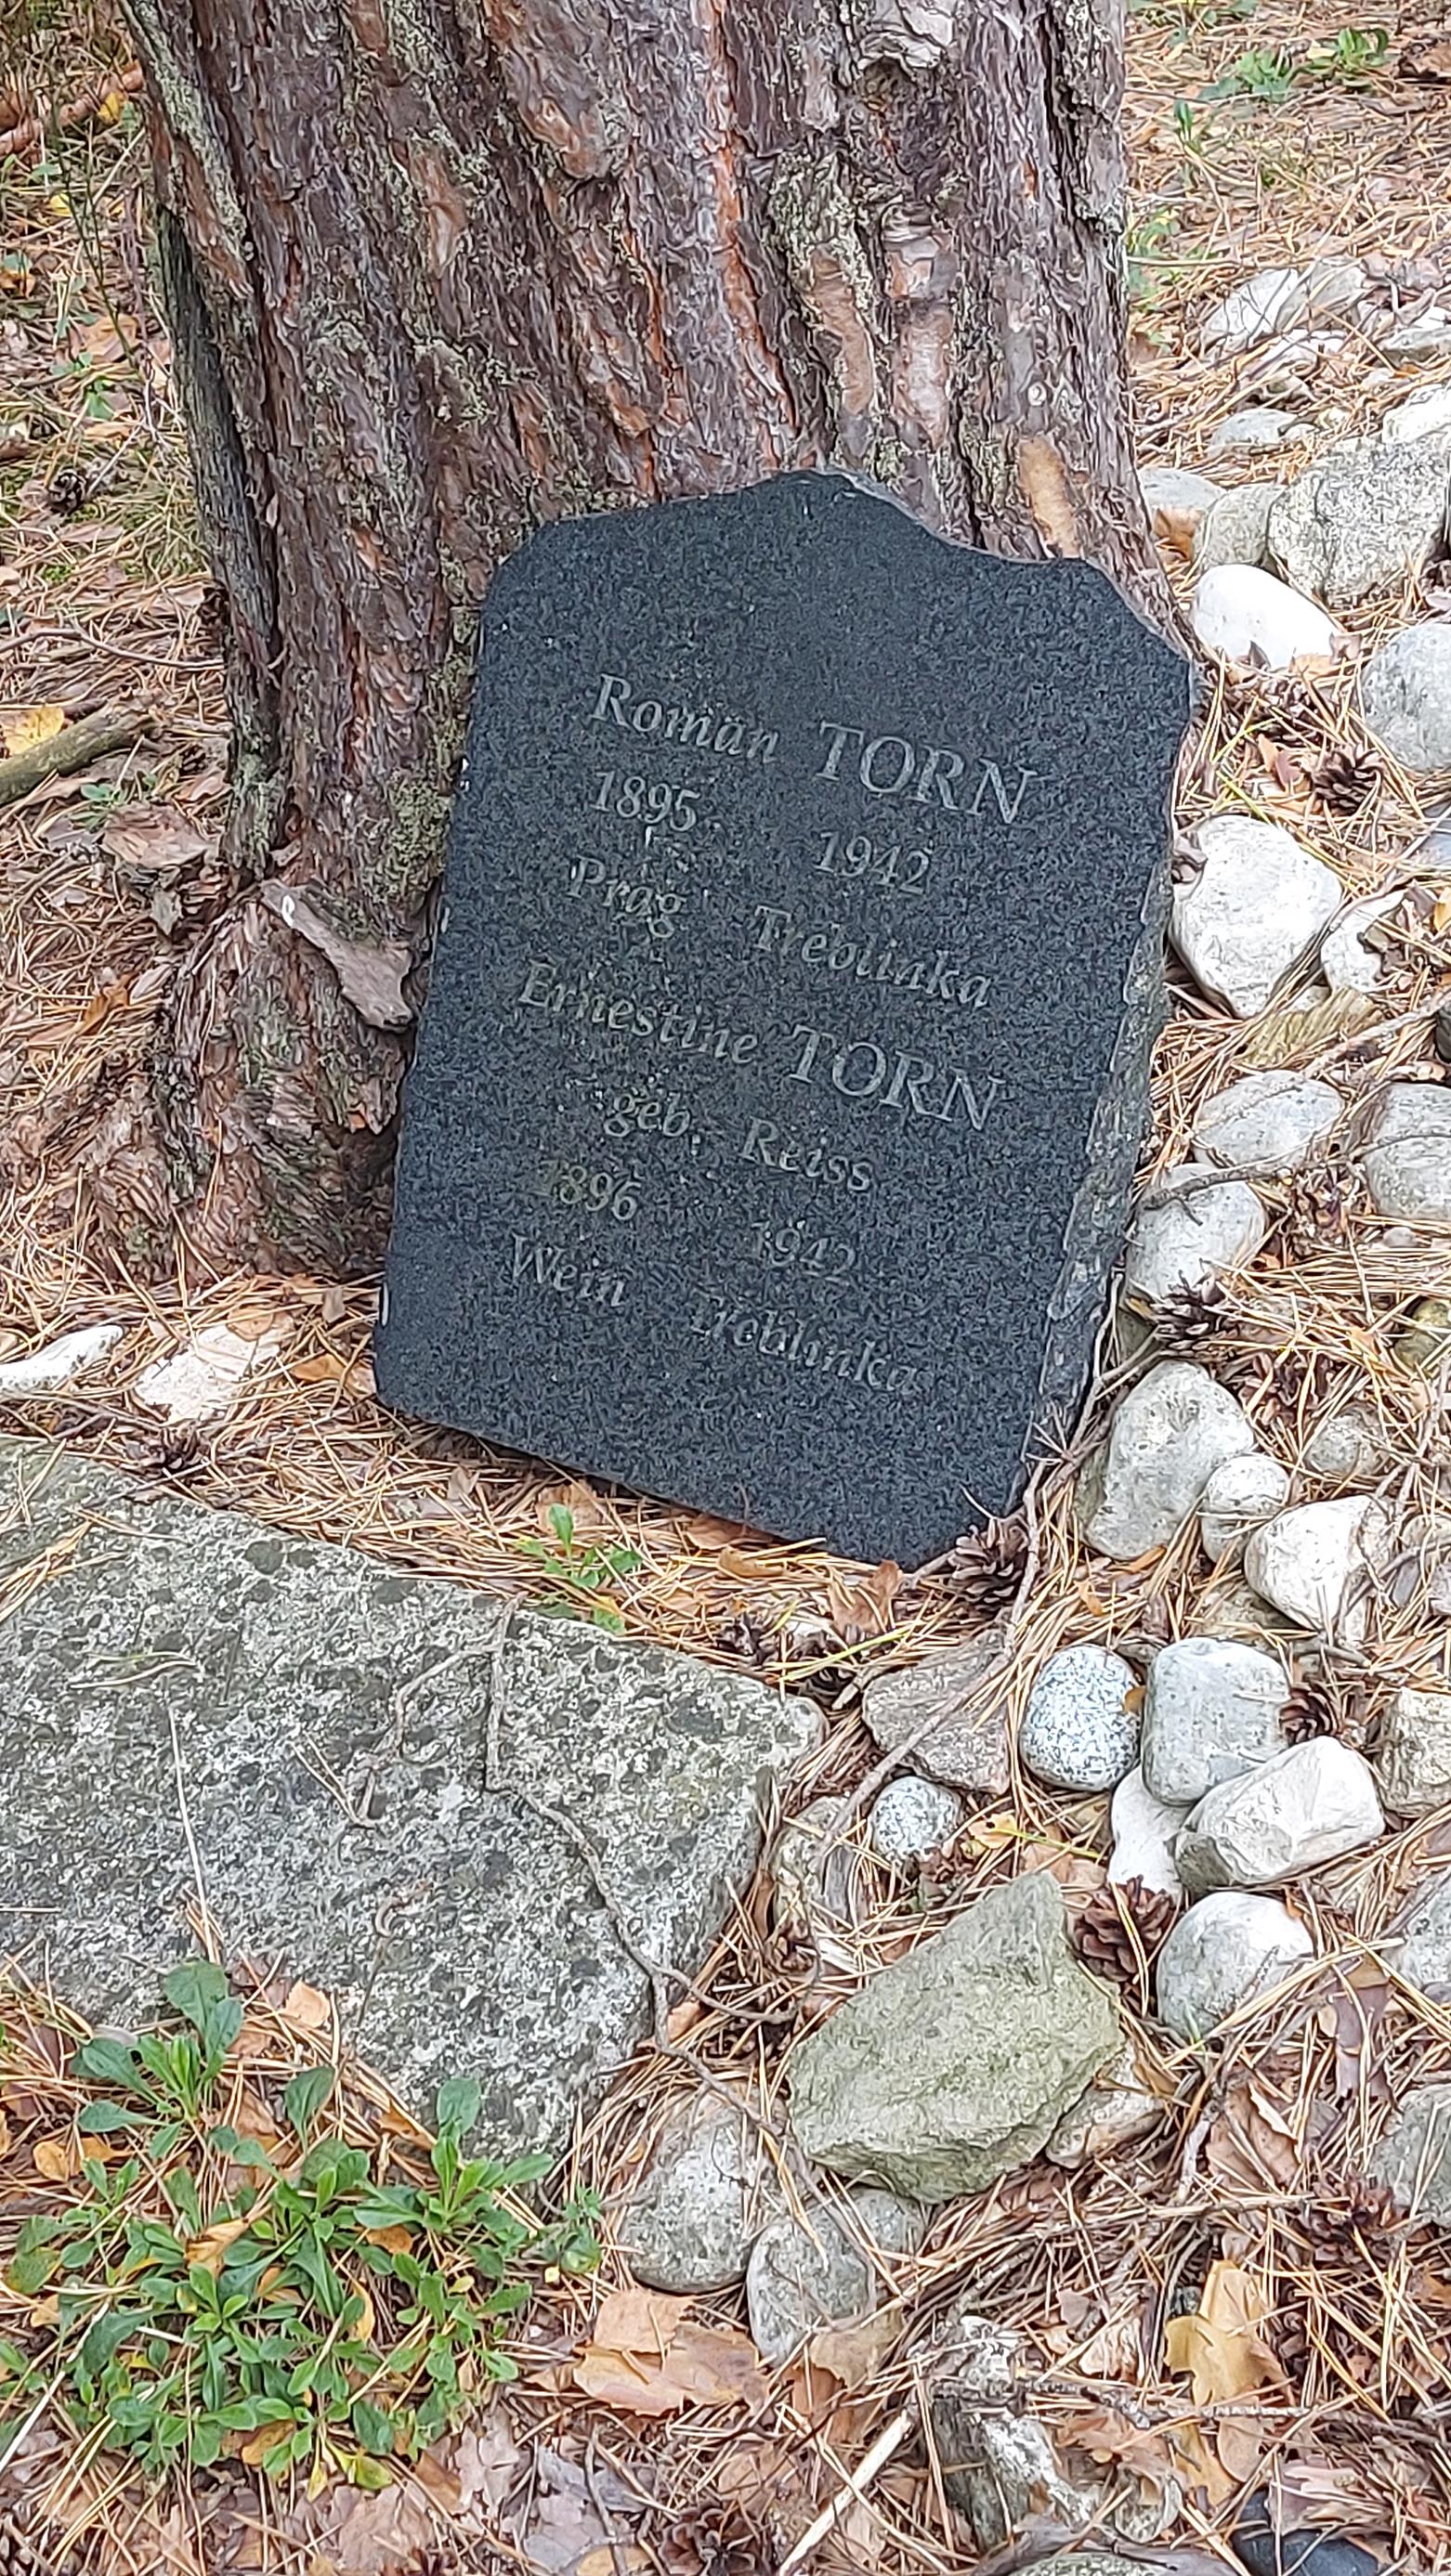 Roman TORN
1895 1942
Prag Treblinka
Ernestine TORN
geb. Reiss
1896 1942
Wein Treblinka